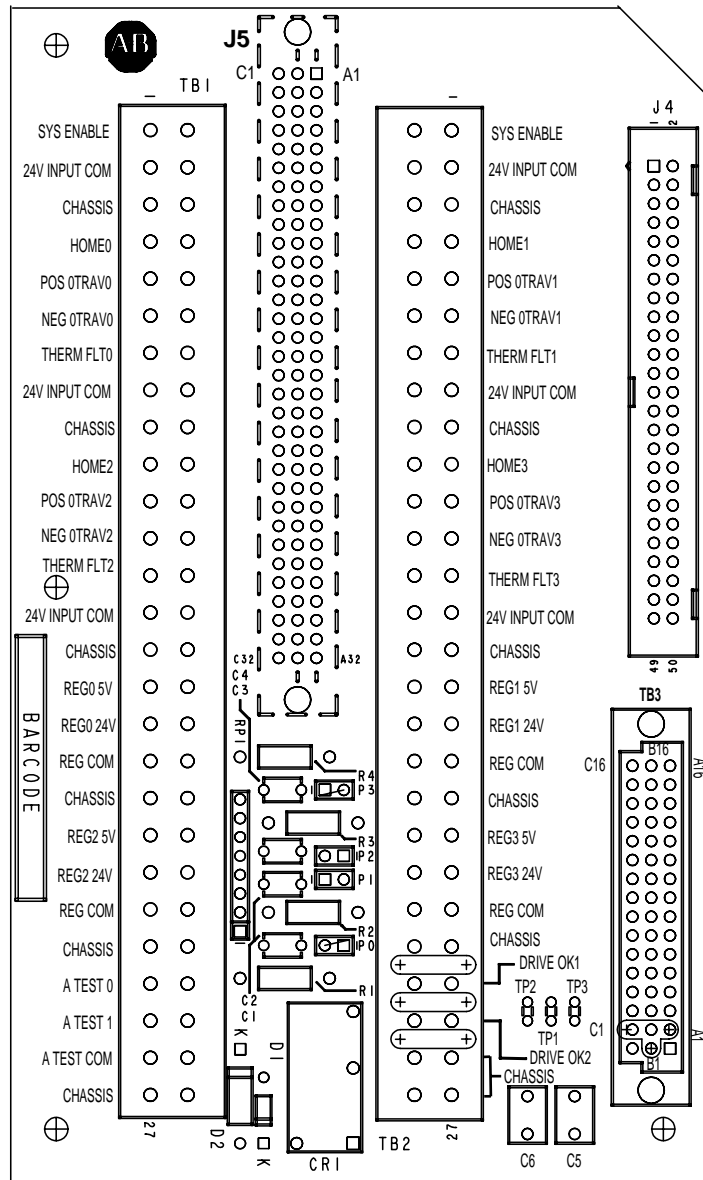 AB
J5
J4
C1
A1
TB1
1
1
1
2
SYS ENABLE
24V INPUT COM
CHASSIS
HOME0
POS 0TRAV0
NEG 0TRAV0
THERM FLT0
24V INPUT COM
CHASSIS
HOME2
POS 0TRAV2
NEG 0TRAV2
THERM FLT2
24V INPUT COM
CHASSIS
REG0 5V
REG0 24V
REG COM
CHASSIS
REG2 5V
REG2 24V
REG COM
CHASSIS
A TEST 0
A TEST 1
A TEST COM
CHASSIS
27
BARCODE
SYS ENABLE
24V INPUT COM
CHASSIS
HOME1
POS 0TRAV1
NEG 0TRAV1
THERM FLT1
24V INPUT COM
CHASSIS
HOME3
POS 0TRAV3
NEG 0TRAV3
THERM FLT3
24V INPUT COM
CHASSIS
REG1 5V
REG1 24V
REG COM
CHASSIS
REG3 5V
REG3 24V
REG COM
CHASSIS
DRIVE OK1
DRIVE OK2
CHASSIS
27
TB2
C32
A32
C4
C3
RP1
R4
1
P3
R3
1
P2
1
P1
R2
1
P0
R1
1
C2
C1
K
D1
D2
K
CR1
49
50
TB3
C16
B16
A16
C1
B1
A1
TP2
TP3
TP1
C6
C5